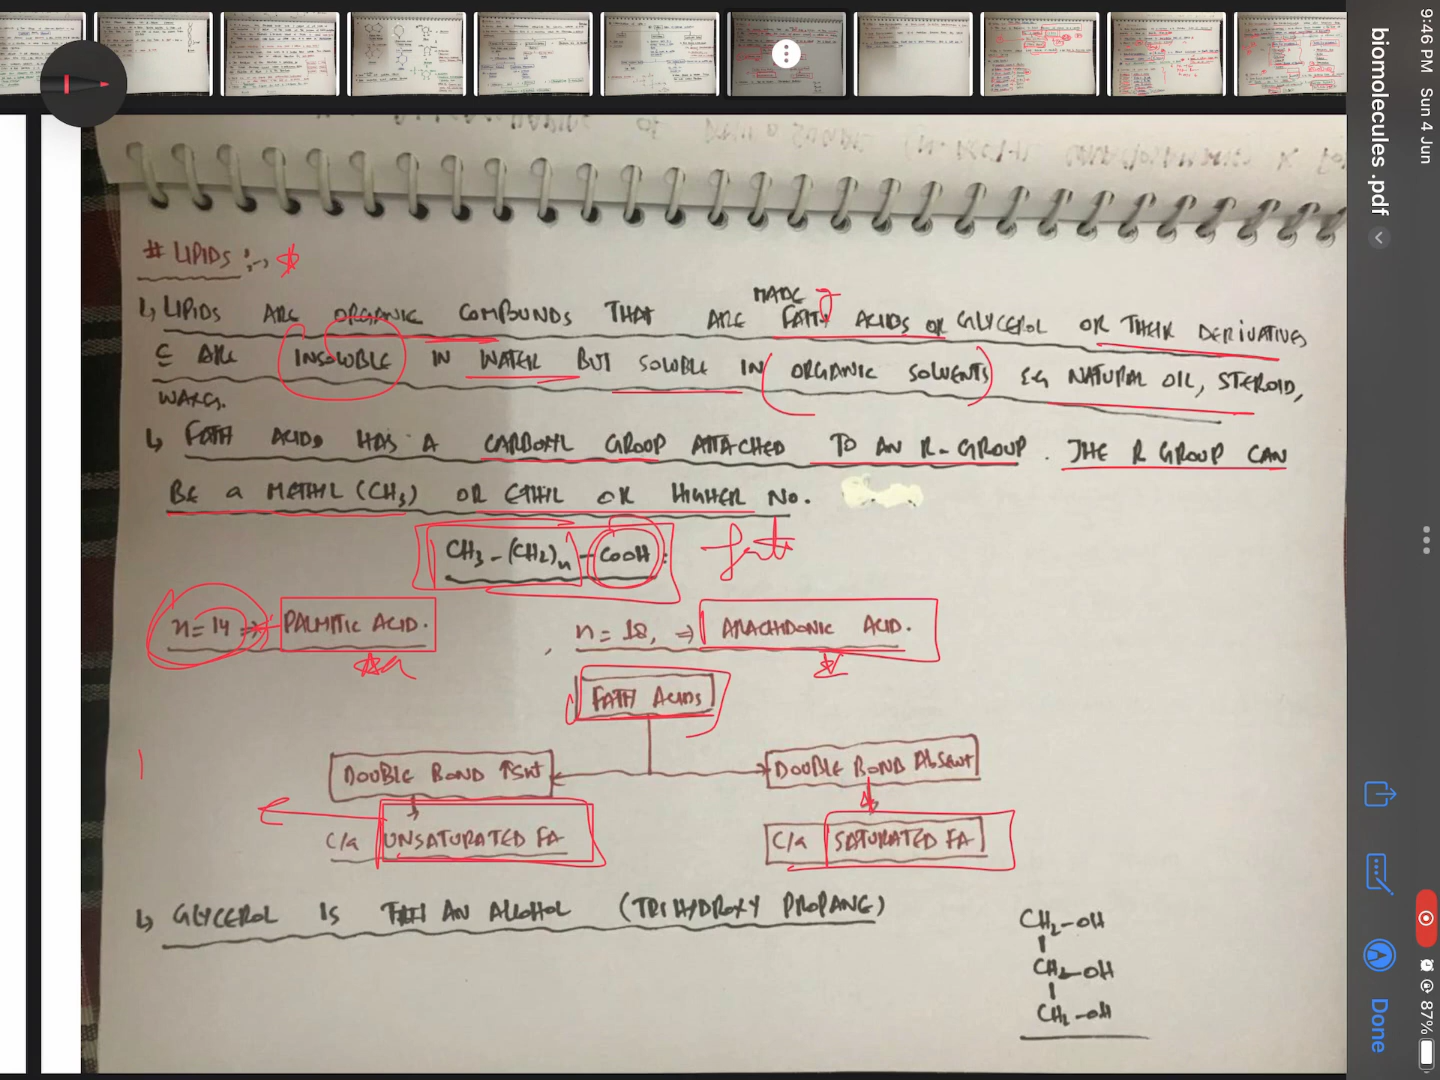 9:46 PM Sun 4 Jun
biomolecules .pdf
87%
Done
# LIPIDS :-,
↳ LIPIDS ARE ORGANIC COMPOUNDS THAT ARE MADE of FATTY ACIDS OR GLYCEROL OR THEIR DERIVATIVES
C ARE INSOLUBLE IN WATER BUT SOLUBLE IN (ORGANIC SOLVENTS) EG NATURAL OIL, STEROID,
WAXES.
↳ FATTY ACIDS HAS A CARBOXYL GROUP ATTACHED TO AN R-GROUP. THE R GROUP CAN
BE a METHYL (CH3) OR ETHYL OR HIGHER NO.
CH3-(CH2)n-COOH
n=14 ⇒ PALMITIC ACID.
n=18, ⇒ ARACHIDONIC ACID.
FATTY ACIDS
DOUBLE BOND ↑SNT
DOUBLE BOND ABSENT
C/a UNSATURATED FA
C/a SATURATED FA
↳ GLYCEROL IS AN ALCOHOL (TRIHYDROXY PROPANE)
CH2-OH
CH2-OH
CH2-OH